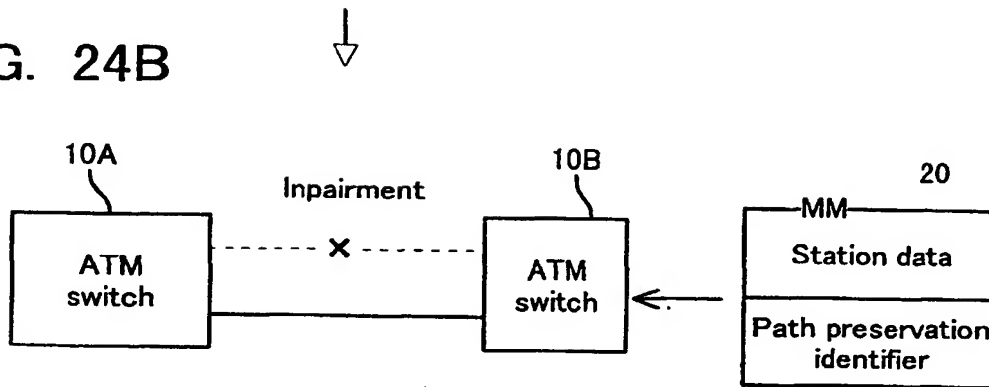 G. 24B
10A
Inpairment
10B
20
MM
ATM
switch
ATM
switch
Station data
Path preservation
identifier